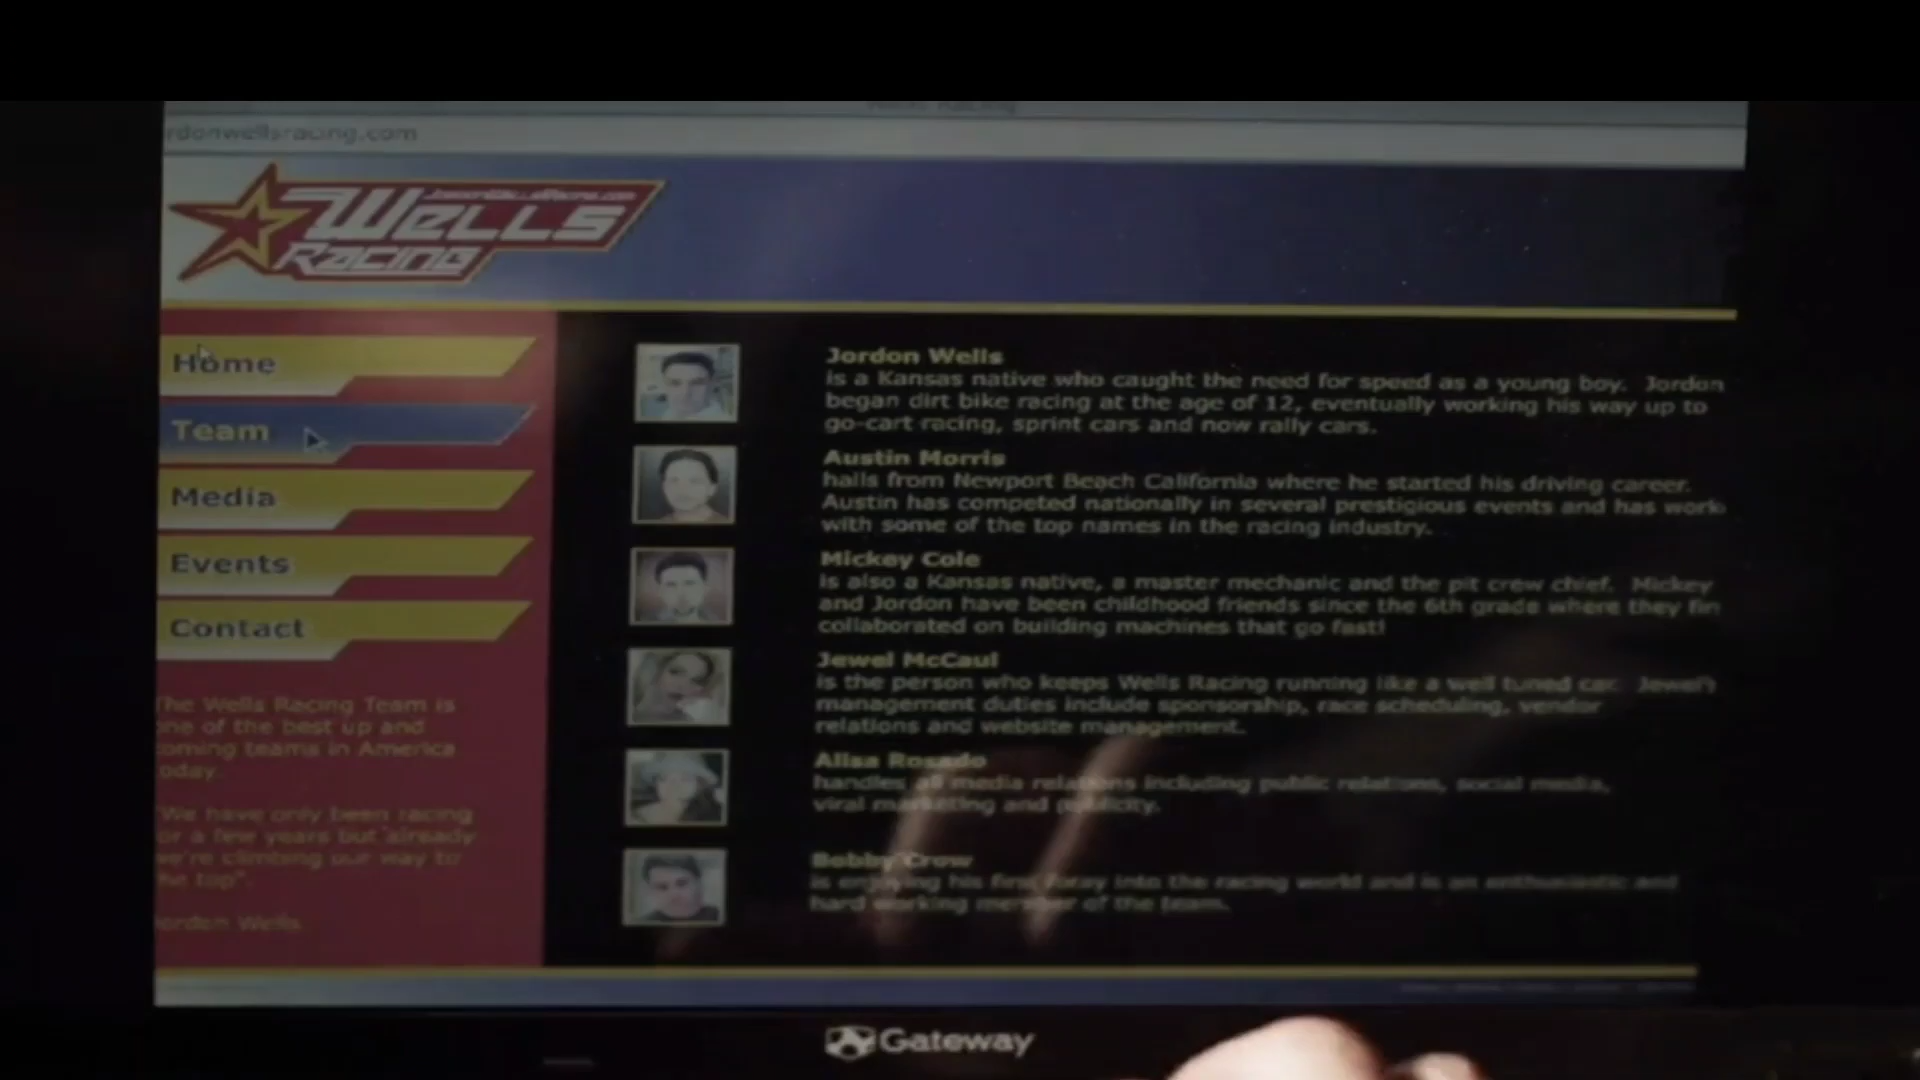 Wells Racing
rdonwellsracing.com
JordonWellsRacing.com
Wells
Racing
Home
Team
Media
Events
Contact
The Wells Racing Team is
one of the best up and
coming teams in America
oday.
"We have only been racing
or a few years but already
we're climbing our way to
he top".
Jordon Wells
Jordon Wells
is a Kansas native who caught the need for speed as a young boy. Jordon
began dirt bike racing at the age of 12, eventually working his way up to
go-cart racing, sprint cars and now rally cars.
Austin Morris
hails from Newport Beach California where he started his driving career.
Austin has competed nationally in several prestigious events and has work
with some of the top names in the racing industry.
Mickey Cole
is also a Kansas native, a master mechanic and the pit crew chief. Mickey
and Jordon have been childhood friends since the 6th grade where they fir
collaborated on building machines that go fast!
Jewel McCaul
is the person who keeps Wells Racing running like a well tuned car. Jewel's
management duties include sponsorship, race scheduling, vendor
relations and website management.
Alisa Rosado
handles all media relations including public relations, social media,
viral marketing and publicity.
Bobby Crow
is enjoying his first foray into the racing world and is an enthusiastic and
hard working member of the team.
Gateway